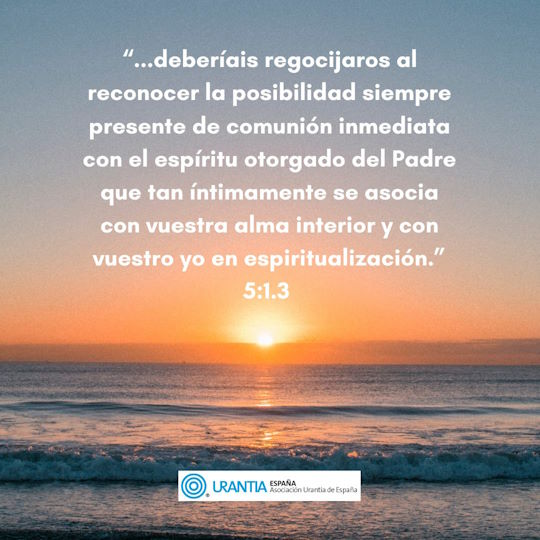 “...deberíais regocijaros al
reconocer la posibilidad siempre
presente de comunión inmediata
con el espíritu otorgado del Padre
que tan íntimamente se asocia
con vuestra alma interior y con
vuestro yo en espiritualización.”
5:1.3
URANTIA ESPAÑA
Asociación Urantia de España